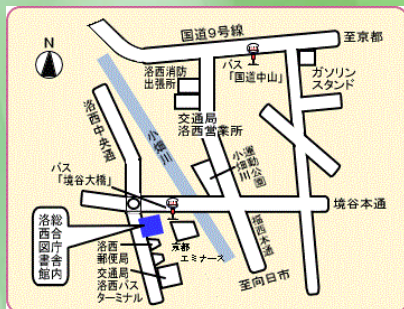 N
国道9号線
至京都
バス
「国道中山」
洛西消防
出張所
ガソリン
スタンド
交通局
洛西営業所
洛西中央通
小畑川
小畑川
運動公園
バス
「境谷大橋」
境谷本通
福西本通
洛西総合庁舎内
図書館
洛西
郵便局
京都
エミナース
交通局
洛西バス
ターミナル
至向日市